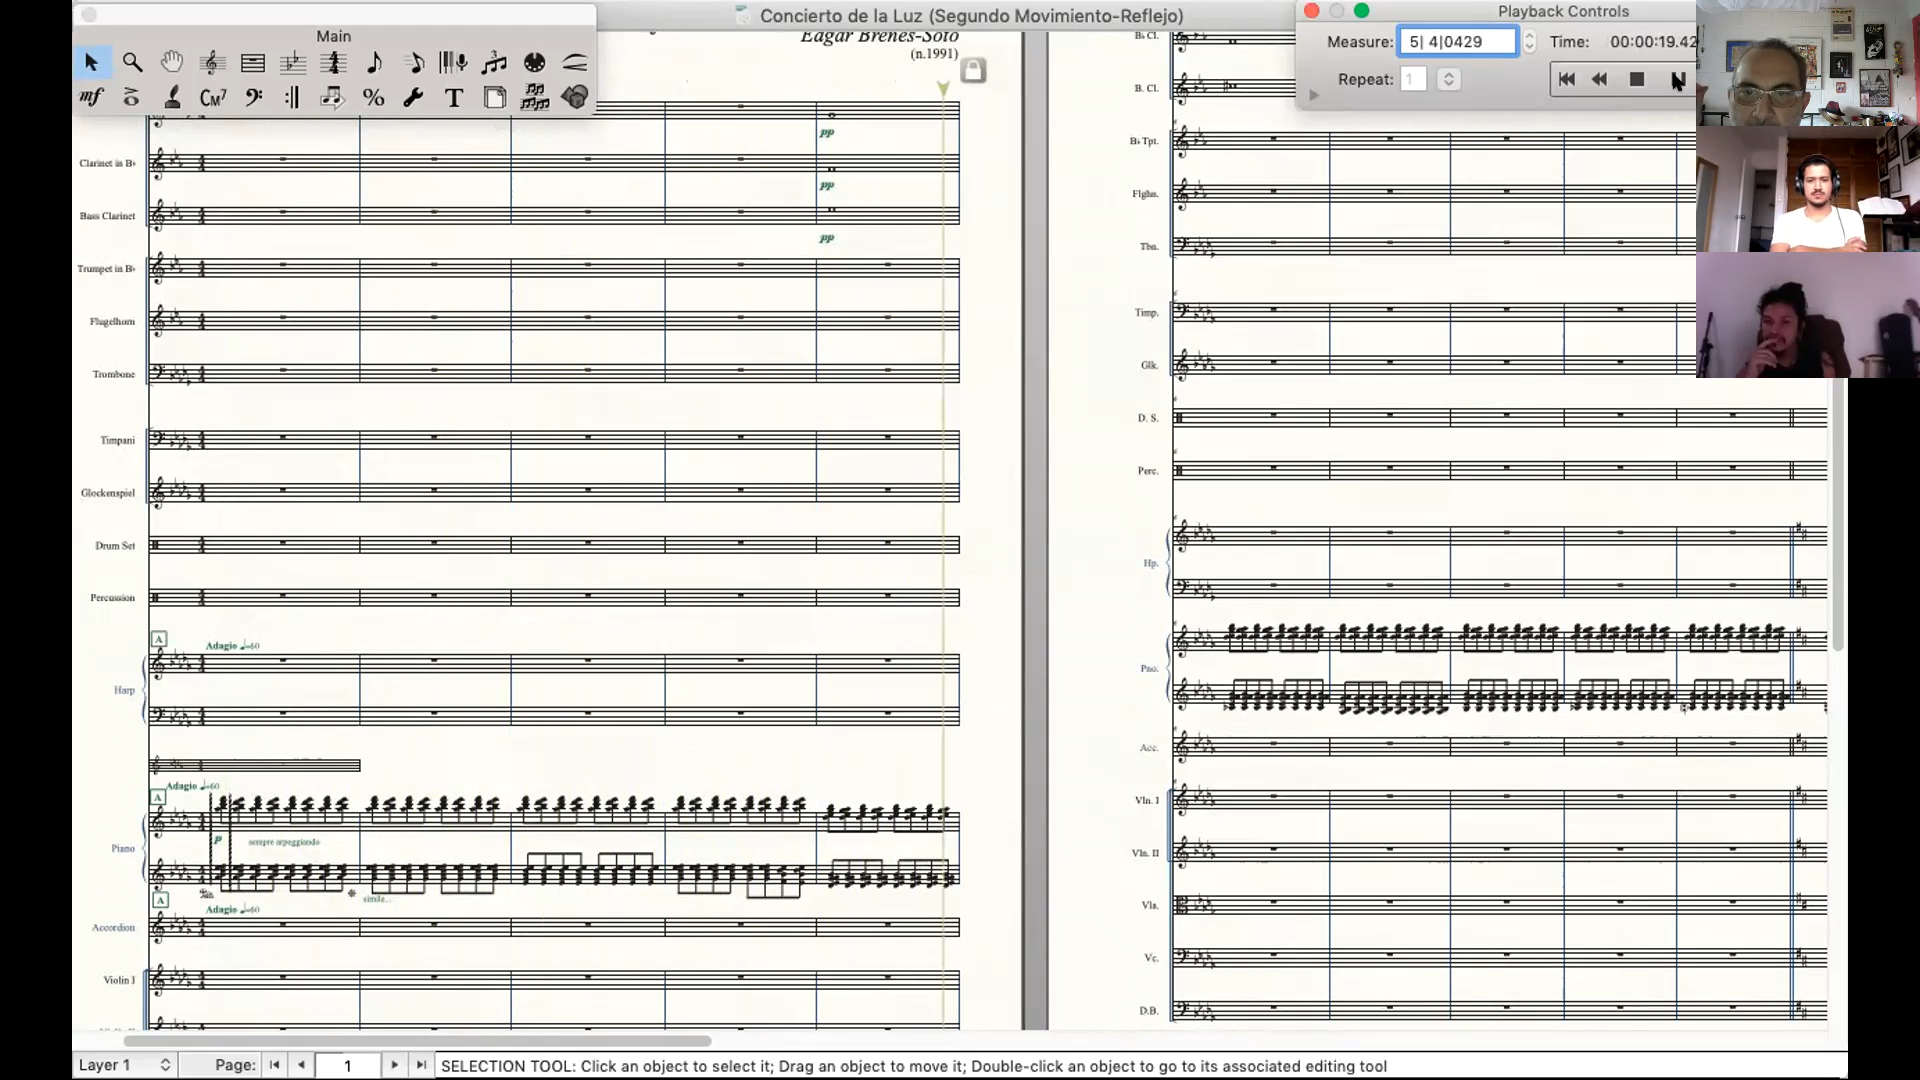 Concierto de la Luz (Segundo Movimiento-Reflejo)
Main
Edgar Brenes-Soto
(n.1991)
mf
CM7
T
Playback Controls
Measure: 5| 4|0429
Time: 00:00:19.42
Repeat: 1
pp
Clarinet in B♭
pp
Bass Clarinet
pp
Trumpet in B♭
Flugelhorn
Trombone
Timpani
Glockenspiel
Drum Set
Percussion
A
Adagio ♩=60
Harp
Adagio ♩=60
A
p
sempre arpeggiando
Piano
simile...
A
Adagio ♩=60
Accordion
Violin I
B♭ Cl.
B. Cl.
B♭ Tpt.
Flghn.
Tbn.
Timp.
Glk.
D. S.
Perc.
Hp.
Pno.
Acc.
Vln. I
Vln. II
Vla.
Vc.
D.B.
Layer 1
Page: 1
SELECTION TOOL: Click an object to select it; Drag an object to move it; Double-click an object to go to its associated editing tool